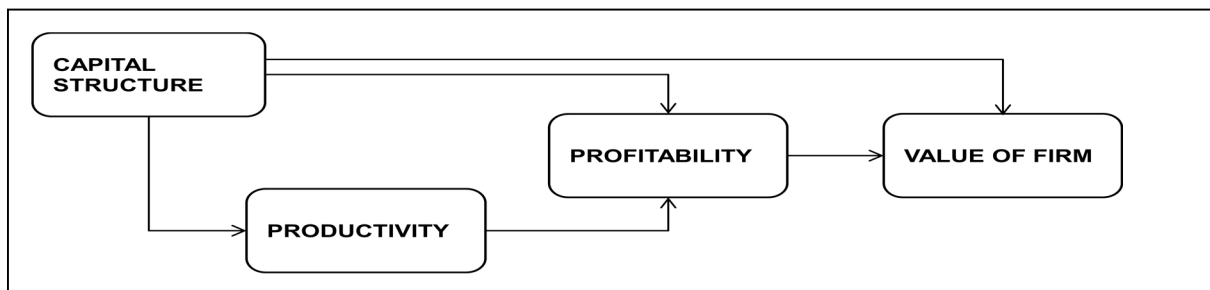 CAPITAL
STRUCTURE
PROFITABILITY
VALUE OF FIRM
PRODUCTIVITY